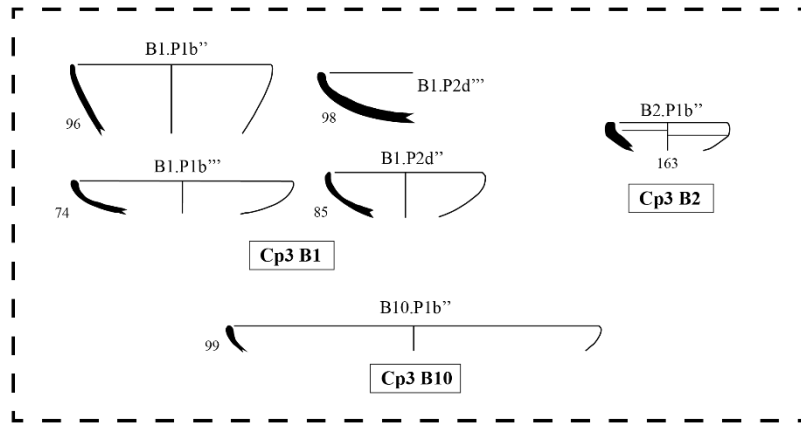 B1.P1b’’
96
B1.P2d’’’
98
B1.P1b’’’
74
B1.P2d’’
85
Cp3 B1
B2.P1b’’
163
Cp3 B2
B10.P1b’’
99
Cp3 B10